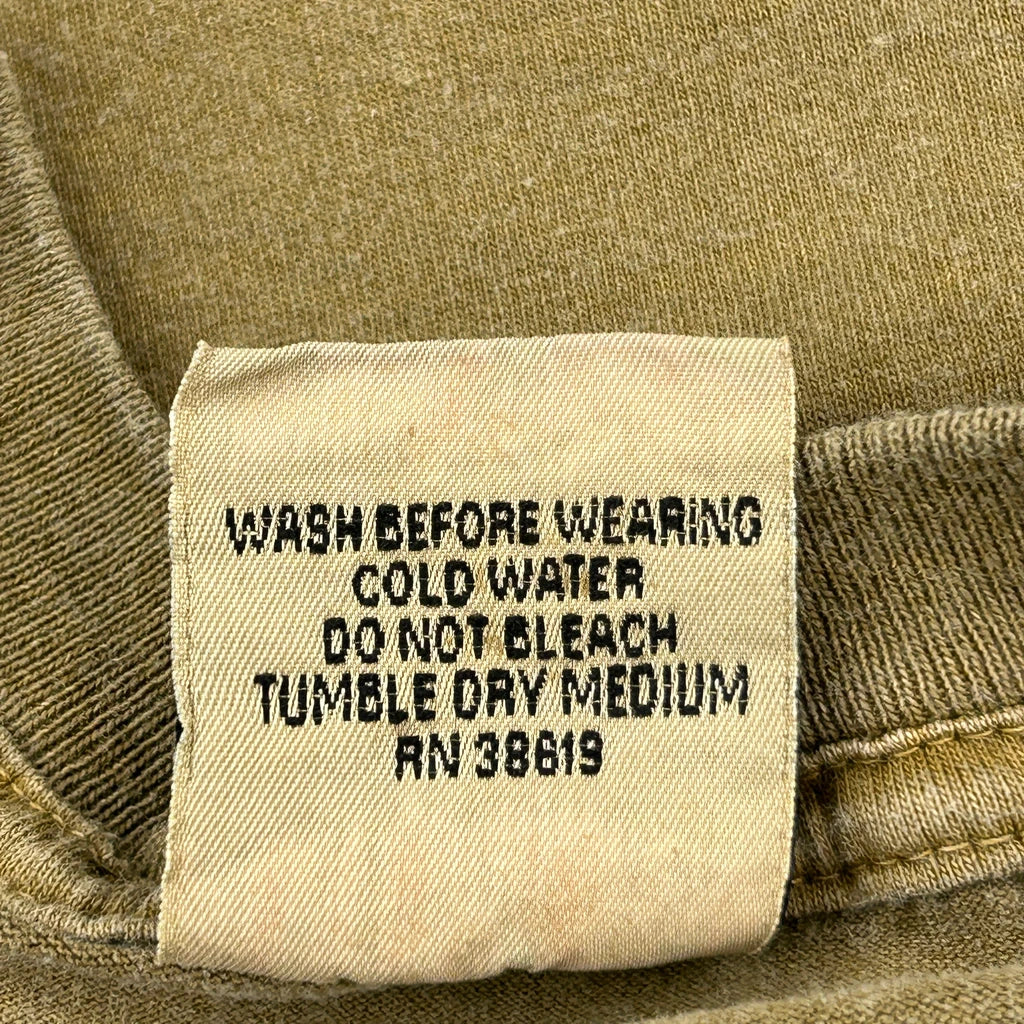 WASH BEFORE WEARING
COLD WATER
DO NOT BLEACH
TUMBLE DRY MEDIUM
RN 38619